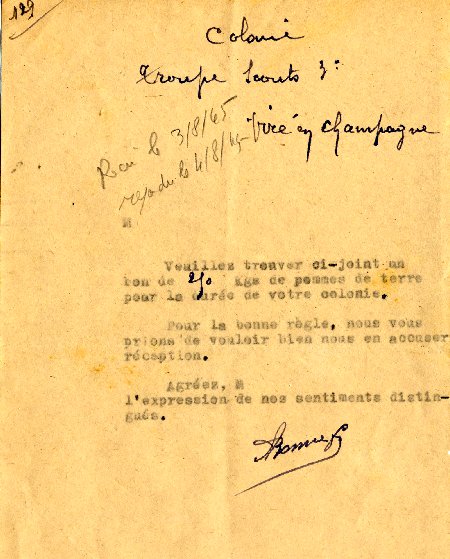 129
Colonie
Troupe Scouts 3e
Viré en Champagne
Reçu le 3/8/45
répondu le 4/8/45
M
Veuillez trouver ci-joint un
bon de 250 Kgs de pommes de terre
pour la durée de votre colonie.
Pour la bonne règle, nous vous
prions de vouloir bien nous en accuser
réception.
Agréez, M
l'expression de nos sentiments distin-
gués.